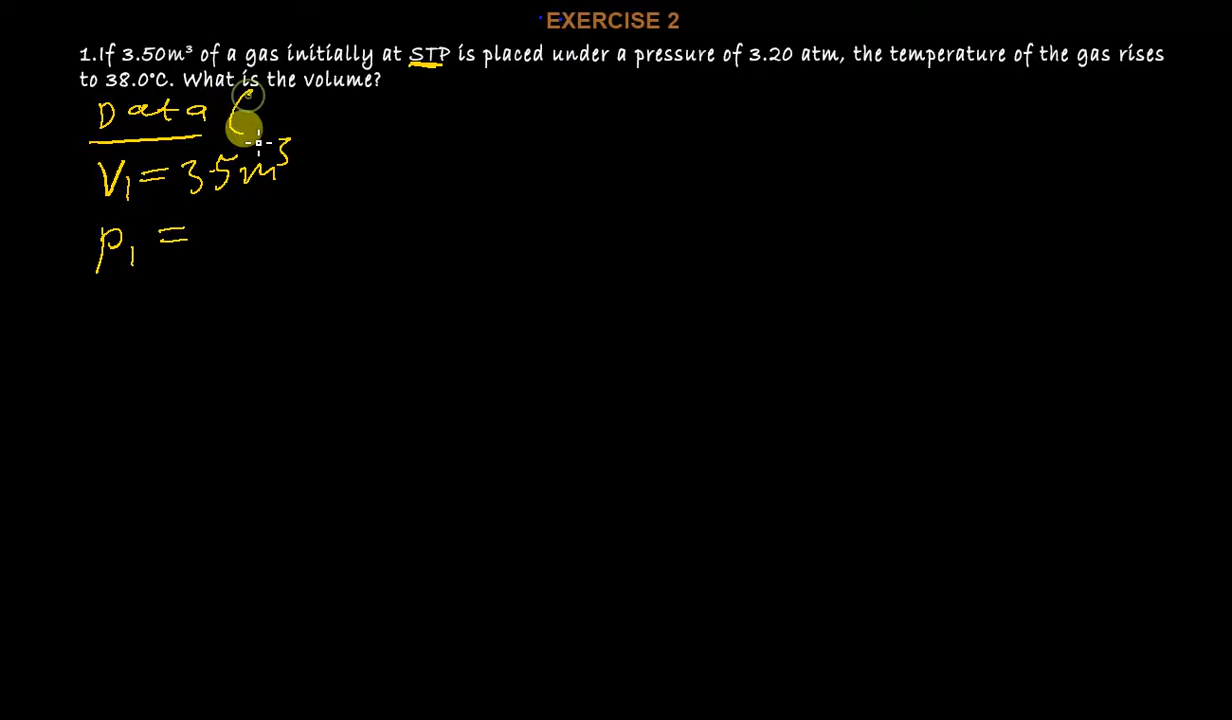 EXERCISE 2
1.If 3.50m³ of a gas initially at STP is placed under a pressure of 3.20 atm, the temperature of the gas rises
to 38.0°C. What is the volume?
Data (
V₁ = 3.5m³
P₁ =